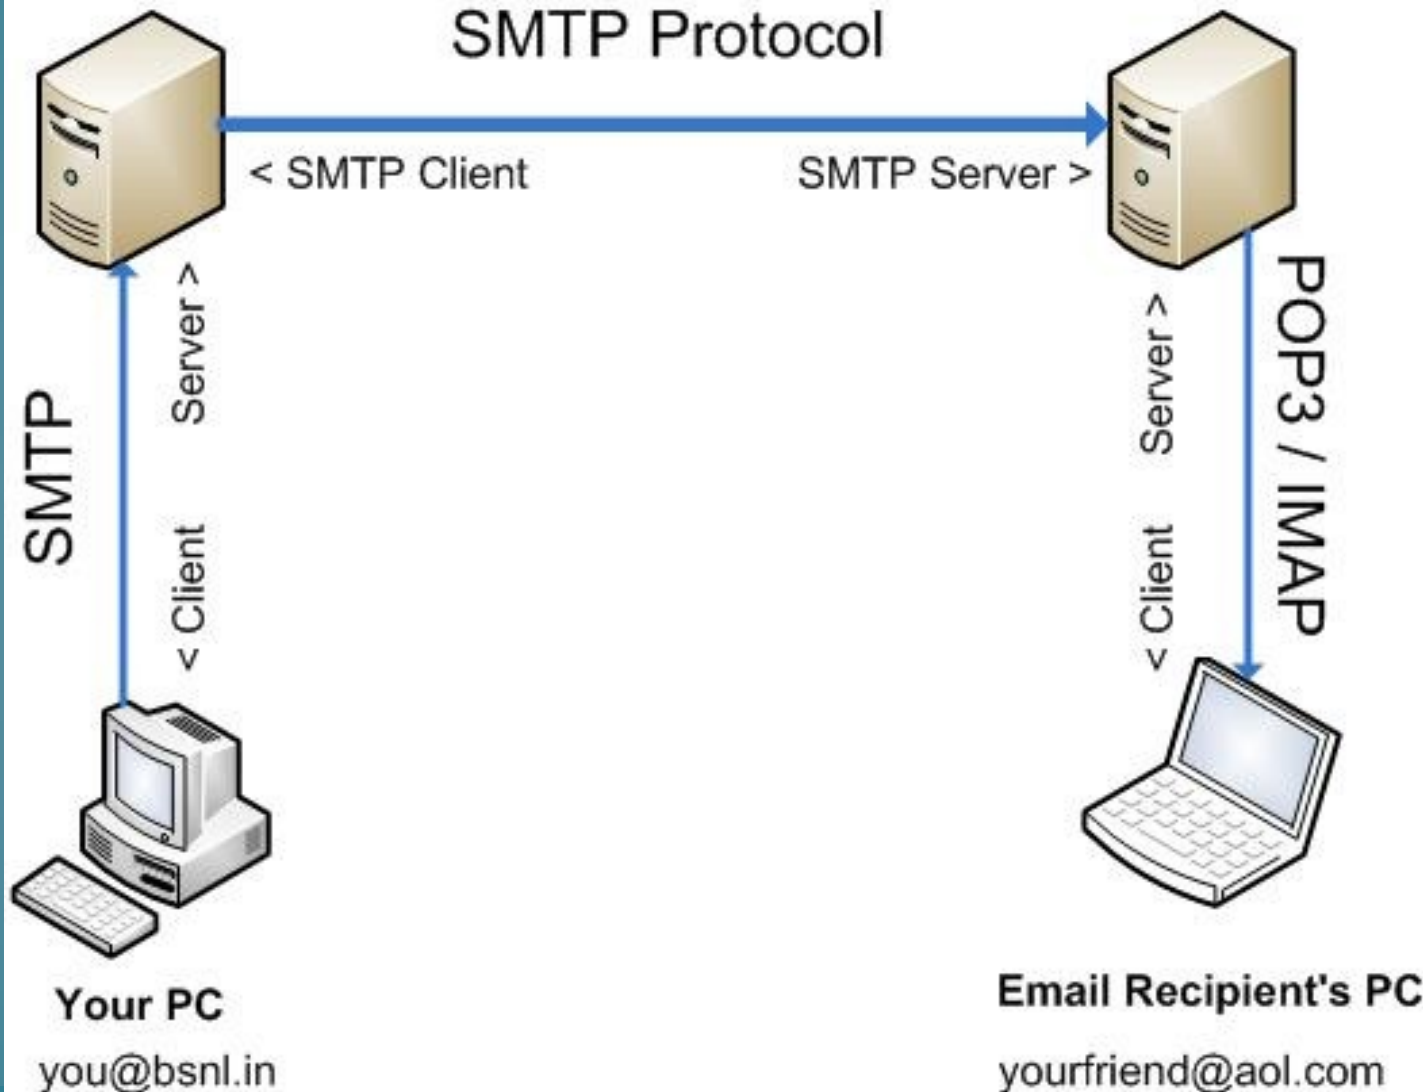 SMTP Protocol
< SMTP Client
SMTP Server >
SMTP
Server >
< Client
Server >
< Client
POP3 / IMAP
Your PC
you@bsnl.in
Email Recipient's PC
yourfriend@aol.com